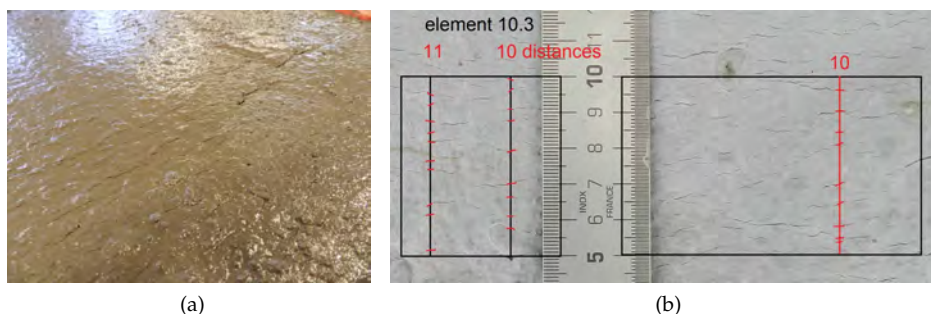 element 10.3
11
10 distances
10
10
9
8
7
6
5
INOX
FRANCE
(a)
(b)